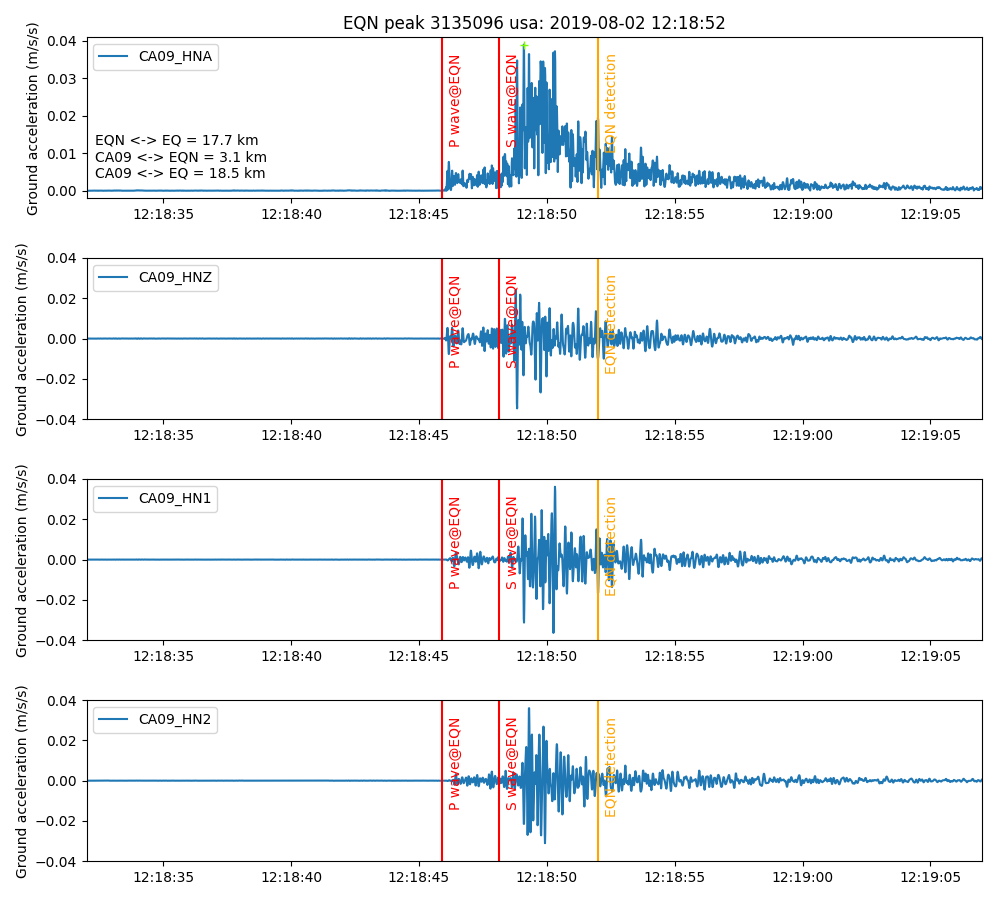 EQN peak 3135096 usa: 2019-08-02 12:18:52
Ground acceleration (m/s/s)
0.04
0.03
0.02
0.01
0.00
CA09_HNA
EQN <-> EQ = 17.7 km
CA09 <-> EQN = 3.1 km
CA09 <-> EQ = 18.5 km
P wave@EQN
S wave@EQN
EQN detection
12:18:35 12:18:40 12:18:45 12:18:50 12:18:55 12:19:00 12:19:05
Ground acceleration (m/s/s)
0.04
0.02
0.00
−0.02
−0.04
CA09_HNZ
P wave@EQN
S wave@EQN
EQN detection
12:18:35 12:18:40 12:18:45 12:18:50 12:18:55 12:19:00 12:19:05
Ground acceleration (m/s/s)
0.04
0.02
0.00
−0.02
−0.04
CA09_HN1
P wave@EQN
S wave@EQN
EQN detection
12:18:35 12:18:40 12:18:45 12:18:50 12:18:55 12:19:00 12:19:05
Ground acceleration (m/s/s)
0.04
0.02
0.00
−0.02
−0.04
CA09_HN2
P wave@EQN
S wave@EQN
EQN detection
12:18:35 12:18:40 12:18:45 12:18:50 12:18:55 12:19:00 12:19:05